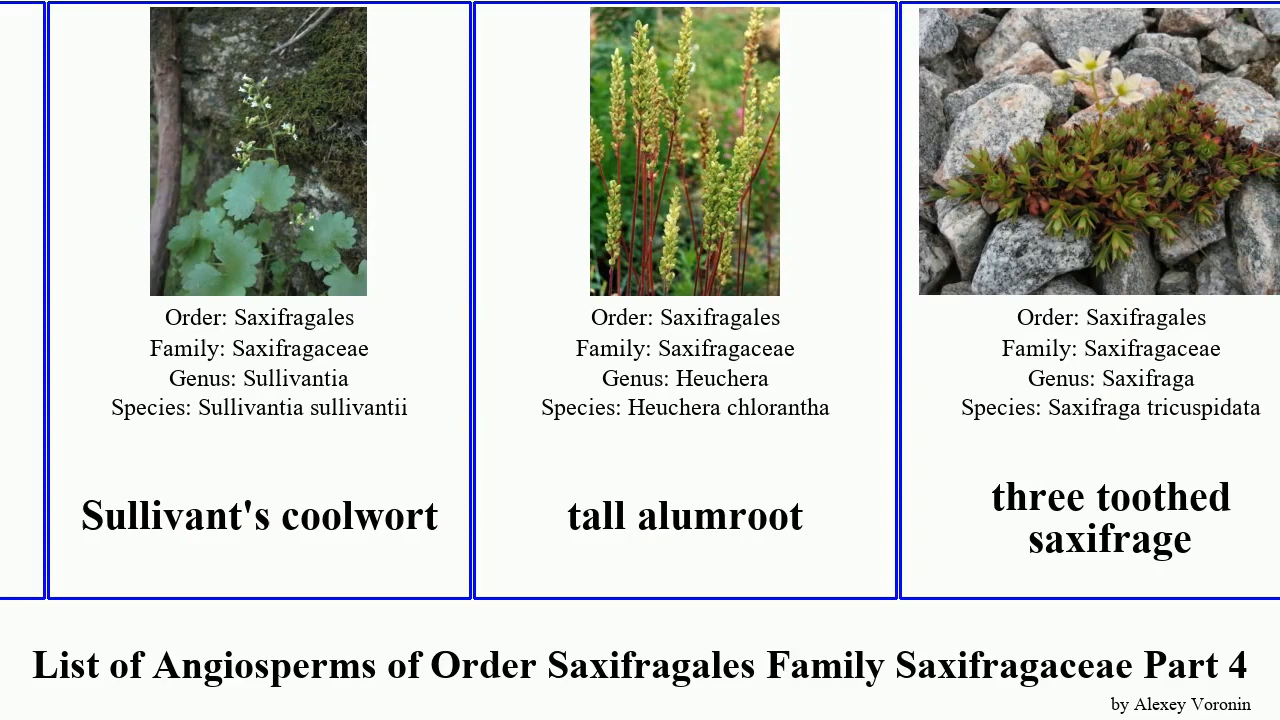 Order: Saxifragales
Family: Saxifragaceae
Genus: Sullivantia
Species: Sullivantia sullivantii
Sullivant's coolwort
Order: Saxifragales
Family: Saxifragaceae
Genus: Heuchera
Species: Heuchera chlorantha
tall alumroot
Order: Saxifragales
Family: Saxifragaceae
Genus: Saxifraga
Species: Saxifraga tricuspidata
three toothed
saxifrage
List of Angiosperms of Order Saxifragales Family Saxifragaceae Part 4
by Alexey Voronin